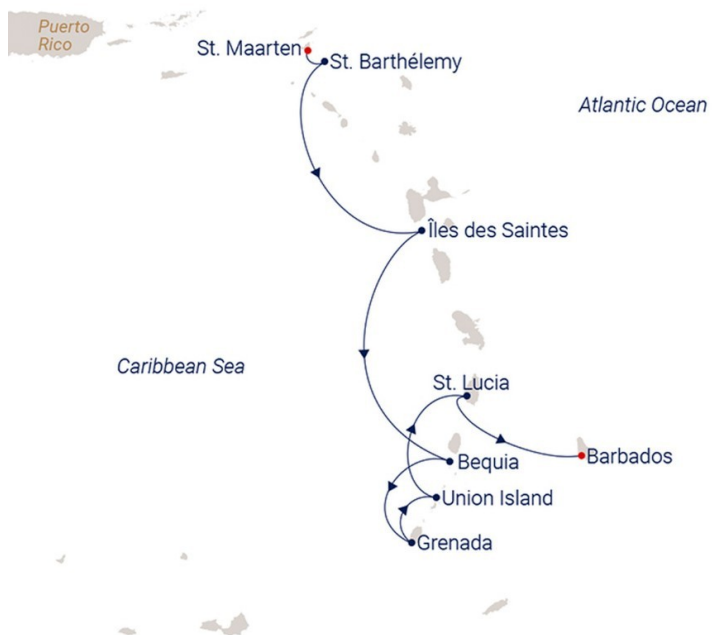 Puerto
Rico
St. Maarten
St. Barthélemy
Atlantic Ocean
Îles des Saintes
Caribbean Sea
St. Lucia
Barbados
Bequia
Union Island
Grenada